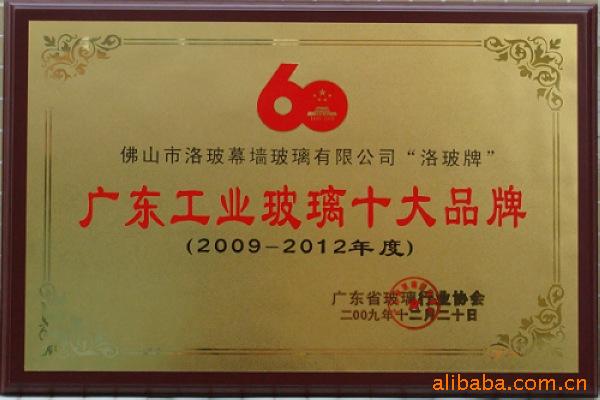 60
佛山市洛玻幕墙玻璃有限公司“洛玻牌”
广东工业玻璃十大品牌
(2009-2012年度)
广东省玻璃行业协会
二00九年十二月二十日
alibaba.com.cn